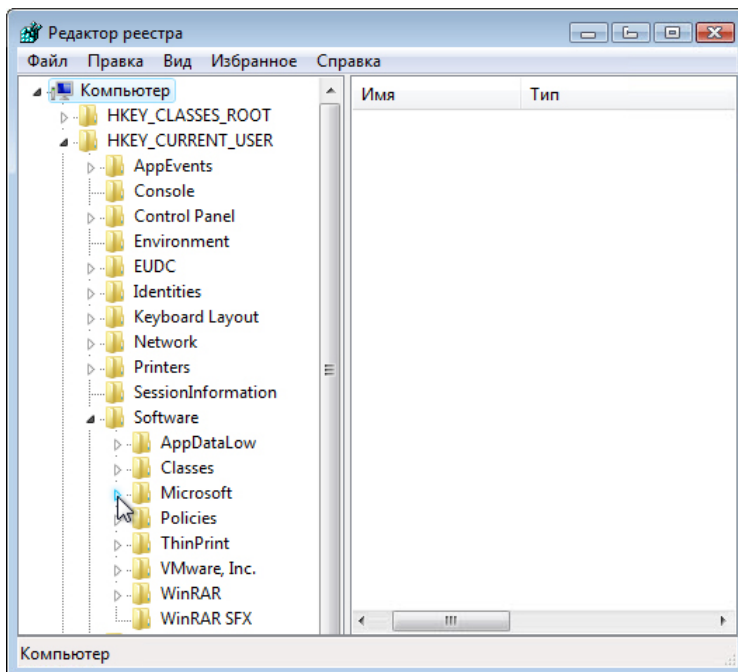 Редактор реестра
Файл Правка Вид Избранное Справка
Компьютер
HKEY_CLASSES_ROOT
HKEY_CURRENT_USER
AppEvents
Console
Control Panel
Environment
EUDC
Identities
Keyboard Layout
Network
Printers
SessionInformation
Software
AppDataLow
Classes
Microsoft
Policies
ThinPrint
VMware, Inc.
WinRAR
WinRAR SFX
Имя Тип
Компьютер